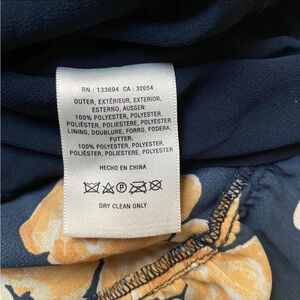 RN : 133694 CA : 32054
OUTER, EXTÉRIEUR, EXTERIOR,
ESTERNO, AUSSEN:
100% POLYESTER, POLYESTER,
POLIÉSTER, POLIESTERE, POLYESTER
LINING, DOUBLURE, FORRO, FODERA,
FUTTER:
100% POLYESTER, POLYESTER,
POLIÉSTER, POLIESTERE, POLYESTER
HECHO EN CHINA
DRY CLEAN ONLY